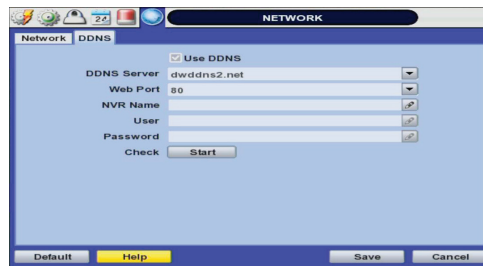 24
NETWORK
Network DDNS
Use DDNS
DDNS Server dwddns2.net
Web Port 80
NVR Name
User
Password
Check Start
Default Help Save Cancel